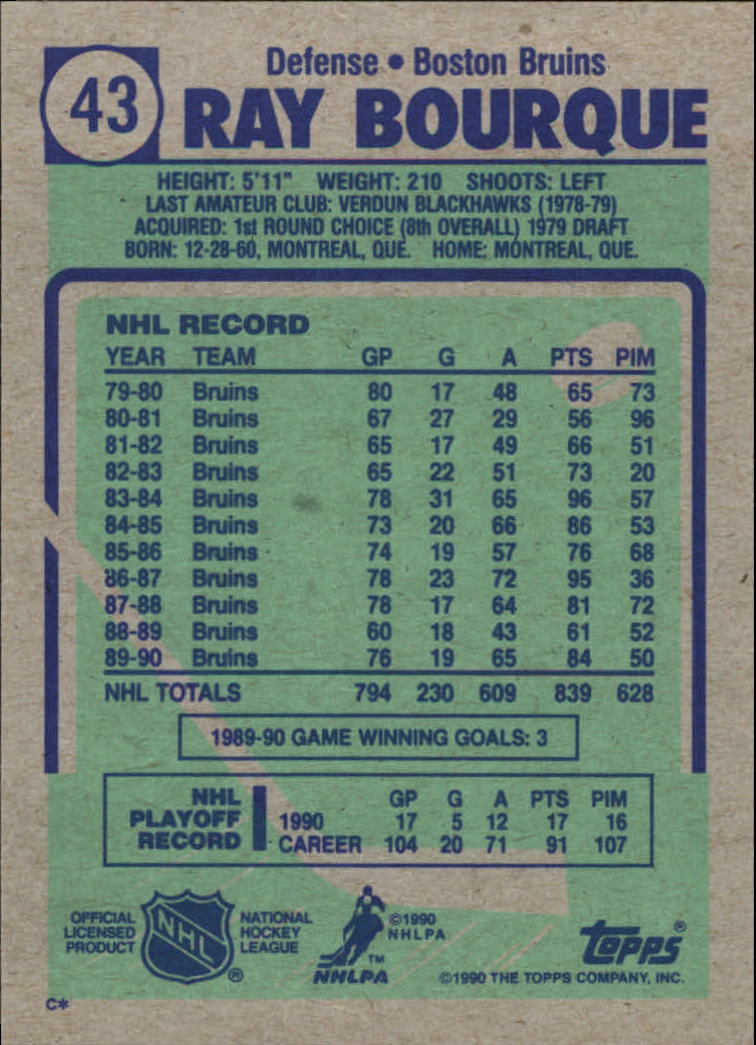 43
Defense • Boston Bruins
RAY BOURQUE
HEIGHT: 5'11" WEIGHT: 210 SHOOTS: LEFT
LAST AMATEUR CLUB: VERDUN BLACKHAWKS (1978-79)
ACQUIRED: 1st ROUND CHOICE (8th OVERALL) 1979 DRAFT
BORN: 12-28-60, MONTREAL, QUE. HOME: MONTREAL, QUE.
NHL RECORD
YEAR TEAM GP G A PTS PIM
79-80 Bruins 80 17 48 65 73
80-81 Bruins 67 27 29 56 96
81-82 Bruins 65 17 49 66 51
82-83 Bruins 65 22 51 73 20
83-84 Bruins 78 31 65 96 57
84-85 Bruins 73 20 66 86 53
85-86 Bruins 74 19 57 76 68
86-87 Bruins 78 23 72 95 36
87-88 Bruins 78 17 64 81 72
88-89 Bruins 60 18 43 61 52
89-90 Bruins 76 19 65 84 50
NHL TOTALS 794 230 609 839 628
1989-90 GAME WINNING GOALS: 3
NHL PLAYOFF RECORD
GP G A PTS PIM
1990 17 5 12 17 16
CAREER 104 20 71 91 107
OFFICIAL
LICENSED
PRODUCT
NHL
®
NATIONAL
HOCKEY
LEAGUE
TM
NHLPA
©1990
NHLPA
TOPPS®
©1990 THE TOPPS COMPANY, INC.
C*